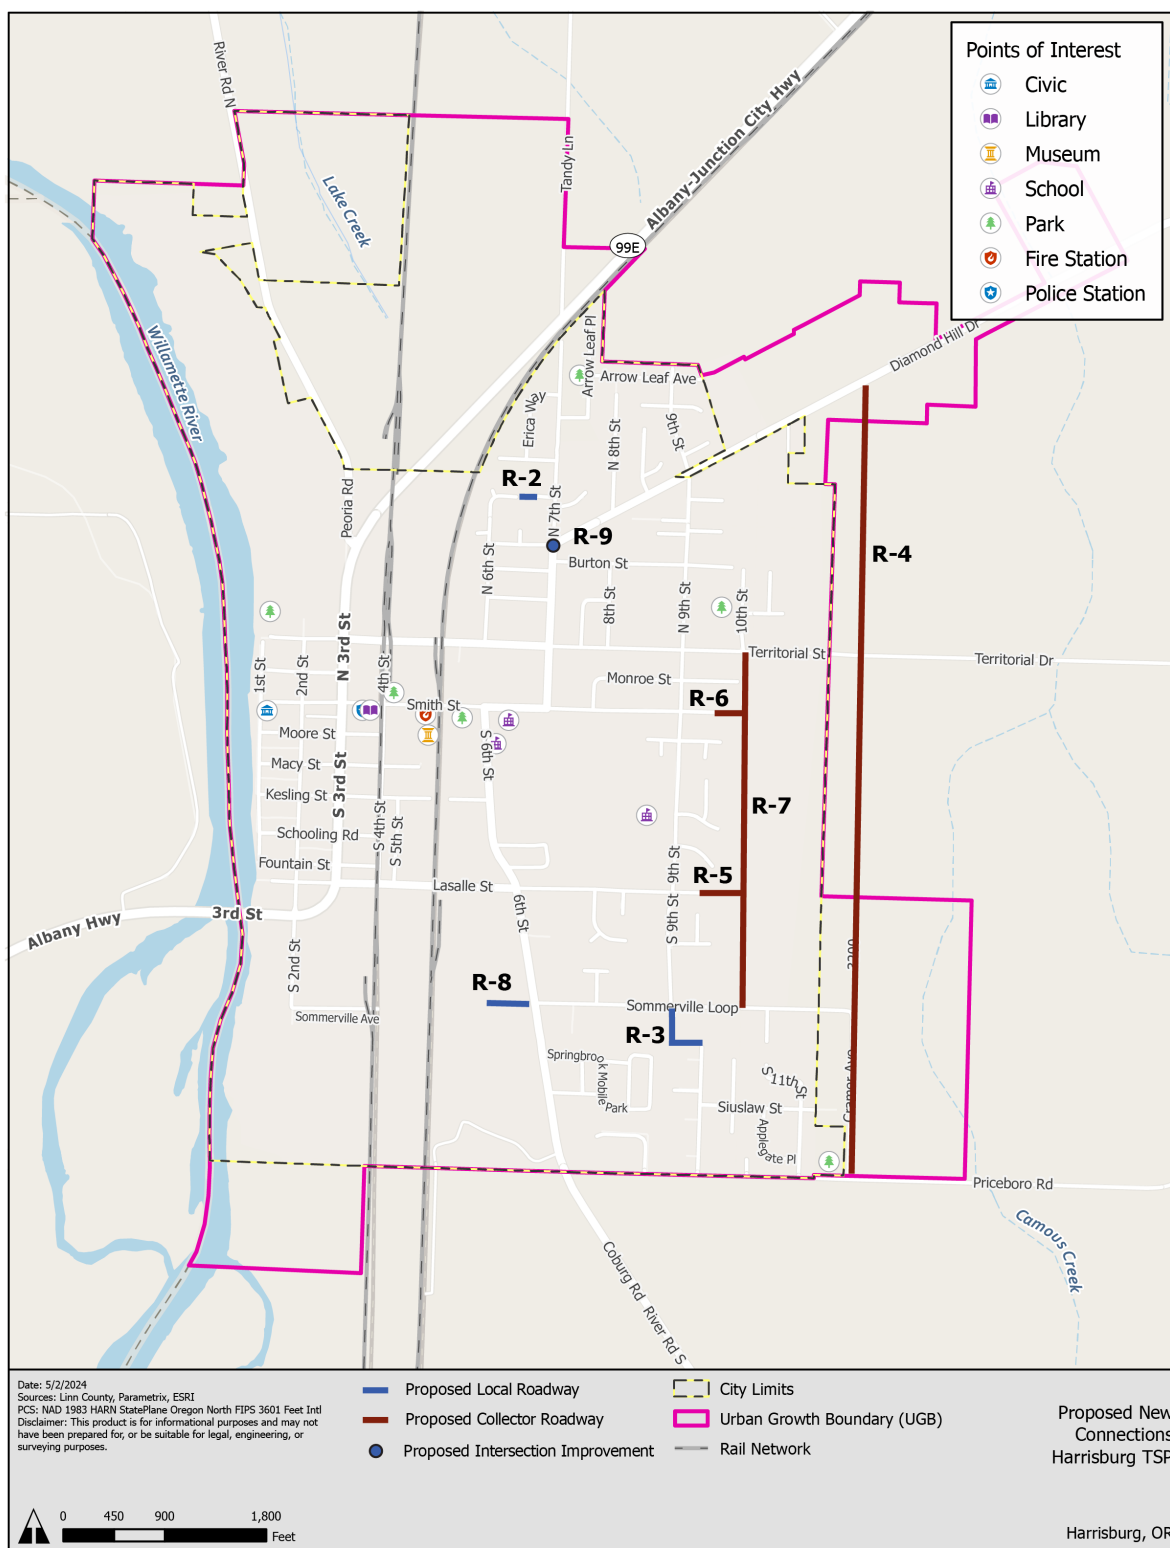 River Rd N
Lake Creek
Tandy Ln
Albany-Junction City Hwy
99E
Points of Interest
Civic
Library
Museum
School
Park
Fire Station
Police Station
Willamette River
Diamond Hill Dr
Arrow Leaf Pl
Arrow Leaf Ave
Erica Way
N 8th St
9th St
R-2
Peoria Rd
N 7th St
R-9
R-4
Burton St
N 6th St
8th St
N 9th St
10th St
N 3rd St
Territorial St
Territorial Dr
1st St
2nd St
4th St
Monroe St
R-6
Smith St
Moore St
S 6th St
Macy St
S 3rd St
Kesling St
R-7
S 4th St
S 5th St
Schooling Rd
Fountain St
9th St
R-5
Lasalle St
6th St
S 9th St
3rd St
Albany Hwy
S 2nd St
R-8
Sommerville Loop
Sommerville Ave
R-3
Springbrook Mobile Park
S 11th St
Siuslaw St
Applegate Pl
Priceboro Rd
Camous Creek
Coburg Rd
River Rd S
Date: 5/2/2024
Sources: Linn County, Parametrix, ESRI
PCS: NAD 1983 HARN StatePlane Oregon North FIPS 3601 Feet Intl
Disclaimer: This product is for informational purposes and may not
have been prepared for, or be suitable for legal, engineering, or
surveying purposes.
Proposed Local Roadway
Proposed Collector Roadway
Proposed Intersection Improvement
City Limits
Urban Growth Boundary (UGB)
Rail Network
Proposed New
Connections
Harrisburg TSP
0 450 900 1,800
Feet
Harrisburg, OR